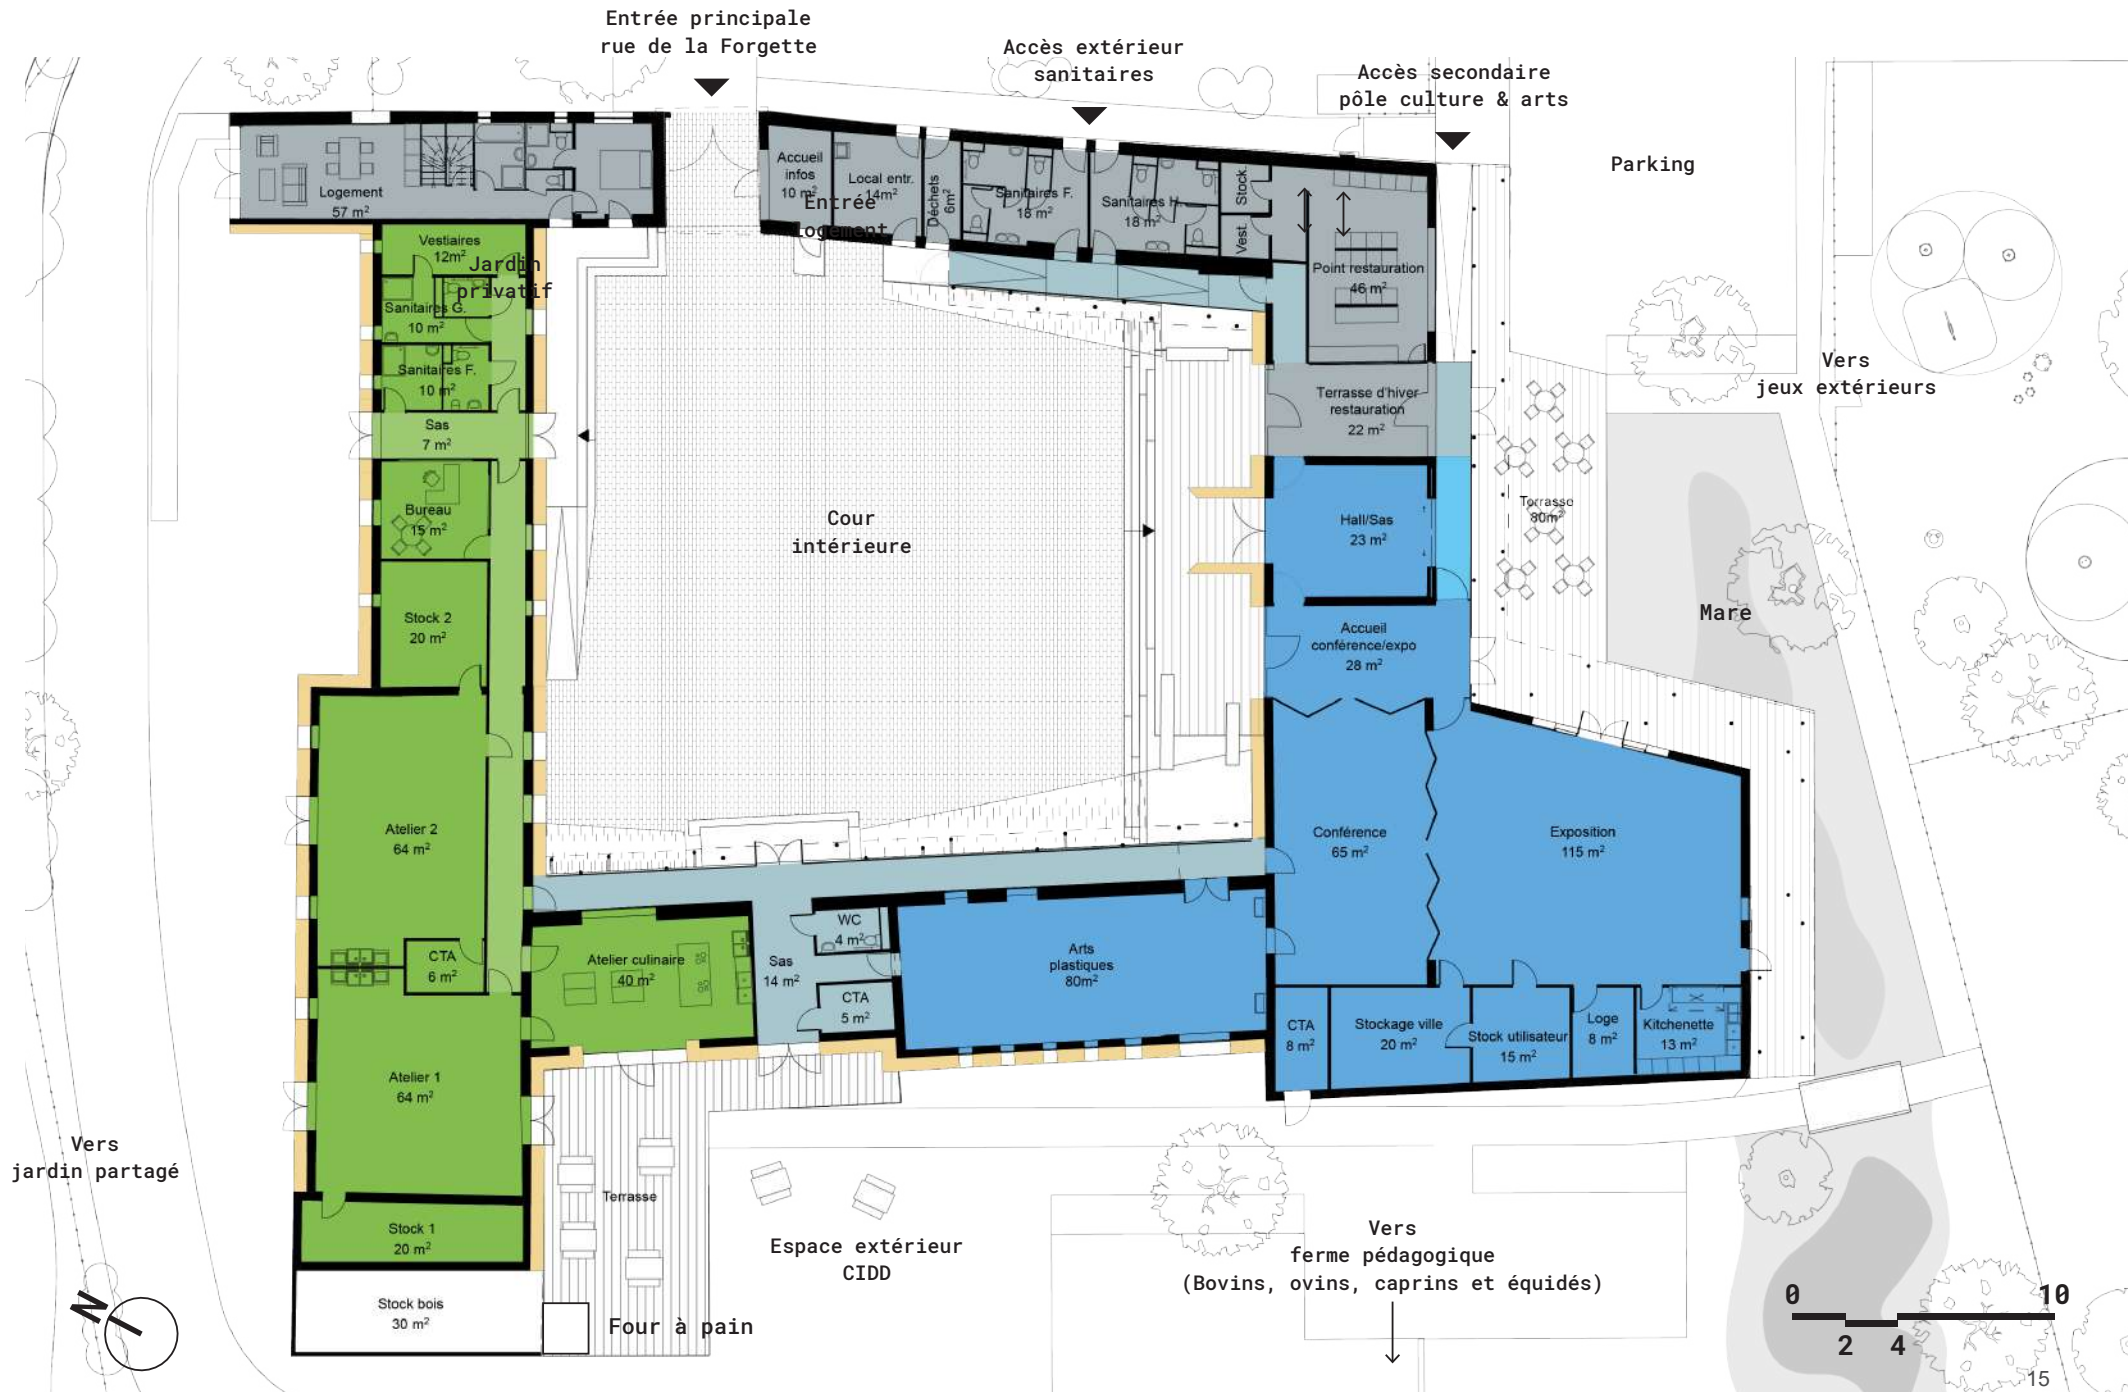 Entrée principale
rue de la Forgette
Accès extérieur
sanitaires
Accès secondaire
pôle culture & arts
Parking
Logement
57 m²
Accueil
infos
10 m²
Local entr.
14m²
Déchets
6m²
Sanitaires F.
18 m²
Sanitaires H.
18 m²
Stock.
Vest.
Entrée
logement
Point restauration
46 m²
Vestiaires
12m²
Jardin
privatif
Sanitaires G.
10 m²
Sanitaires F.
10 m²
Sas
7 m²
Bureau
15 m²
Stock 2
20 m²
Cour
intérieure
Terrasse d'hiver
restauration
22 m²
Hall/Sas
23 m²
Terrasse
80m²
Vers
jeux extérieurs
Mare
Accueil
conférence/expo
28 m²
Atelier 2
64 m²
Conférence
65 m²
Exposition
115 m²
CTA
6 m²
Atelier culinaire
40 m²
Sas
14 m²
WC
4 m²
CTA
5 m²
Arts
plastiques
80m²
CTA
8 m²
Stockage ville
20 m²
Stock utilisateur
15 m²
Loge
8 m²
Kitchenette
13 m²
Atelier 1
64 m²
Vers
jardin partagé
Stock 1
20 m²
Terrasse
Espace extérieur
CIDD
Vers
ferme pédagogique
(Bovins, ovins, caprins et équidés)
Stock bois
30 m²
Four à pain
N
0 10
2 4
15